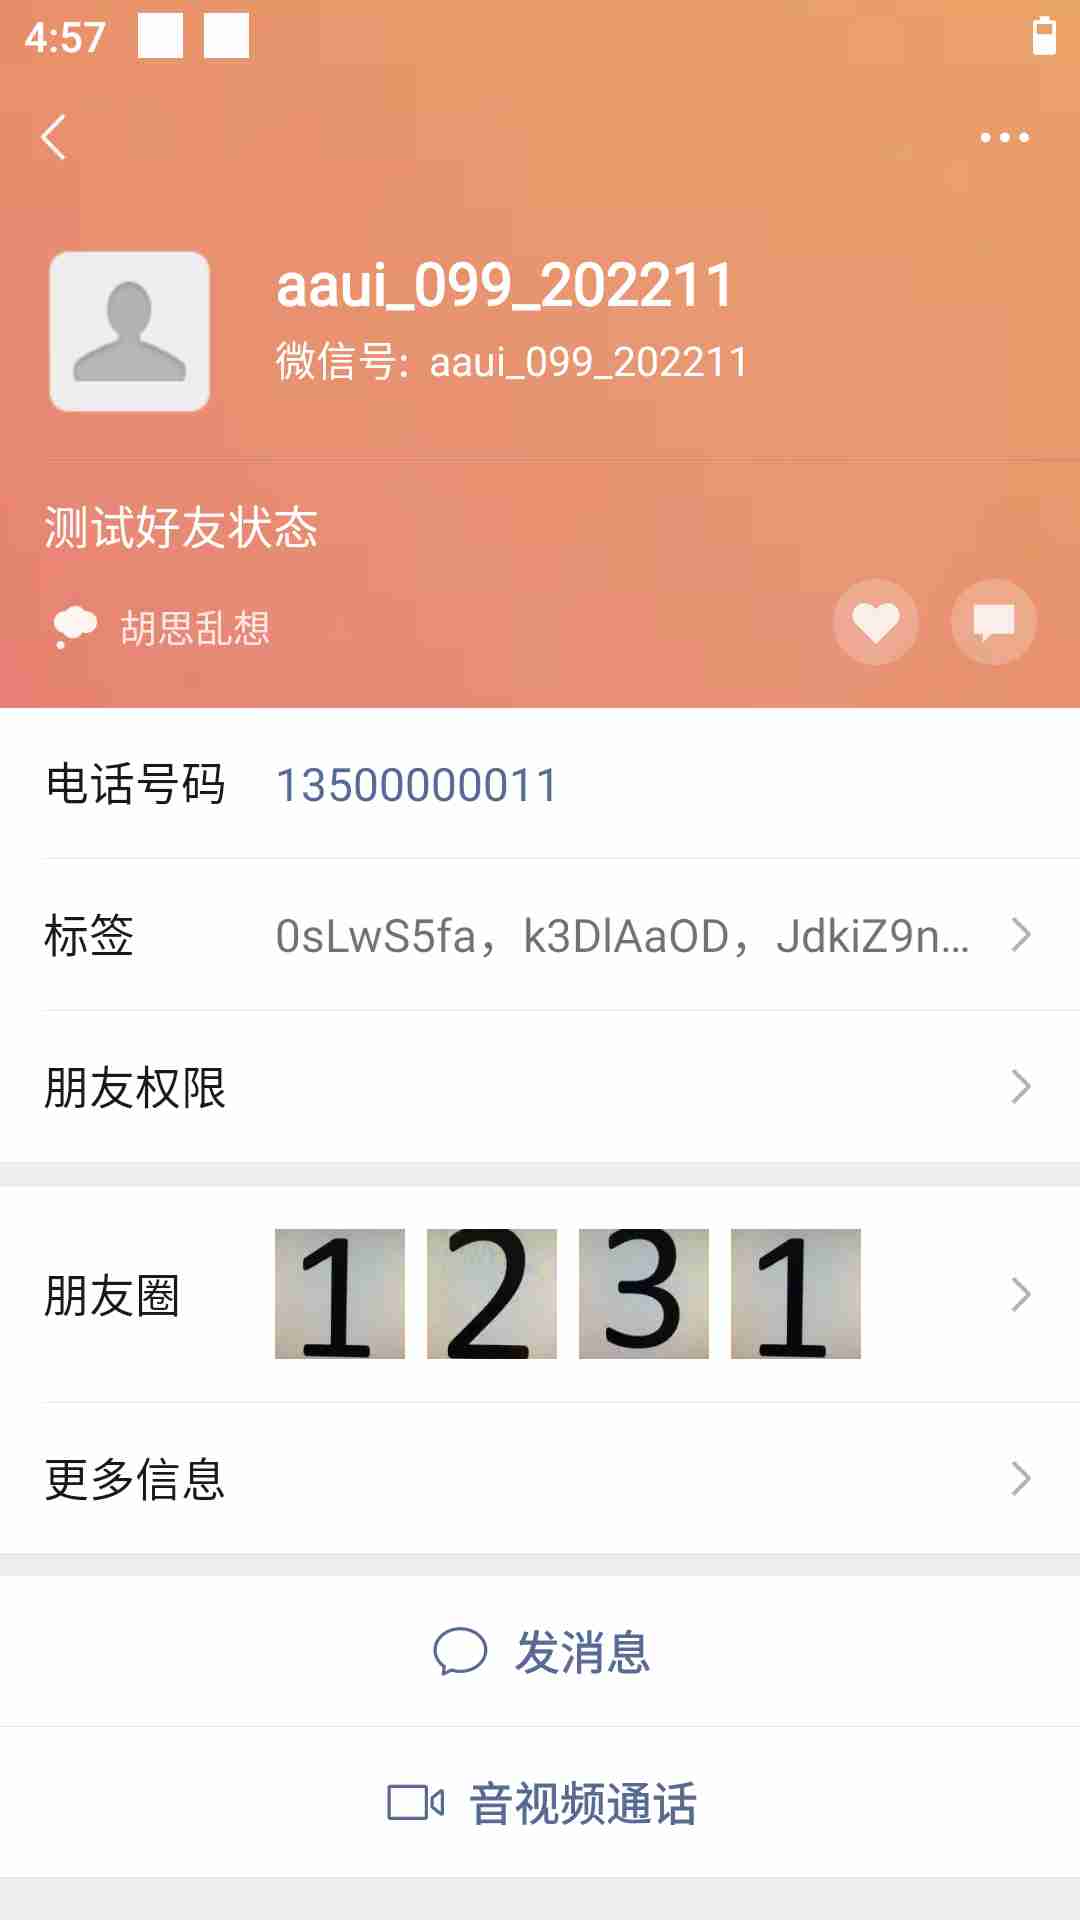 4:57
aaui_099_202211
微信号: aaui_099_202211
测试好友状态
胡思乱想
电话号码 13500000011
标签 0sLwS5fa，k3DlAaOD，JdkiZ9n...
朋友权限
朋友圈 1 2 3 1
更多信息
发消息
音视频通话